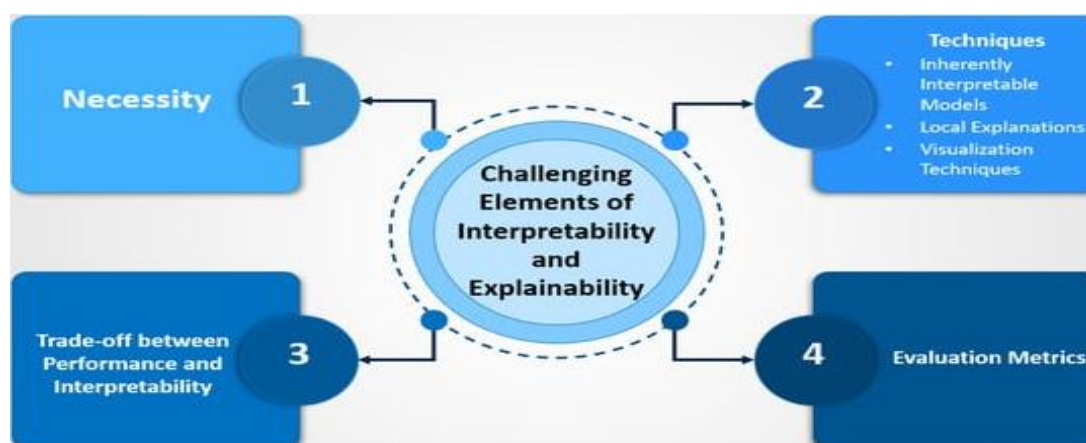 Necessity
1
2
Techniques
• Inherently
Interpretable
Models
• Local Explanations
• Visualization
Techniques
Challenging
Elements of
Interpretability
and
Explainability
Trade-off between
Performance and
Interpretability
3
4
Evaluation Metrics